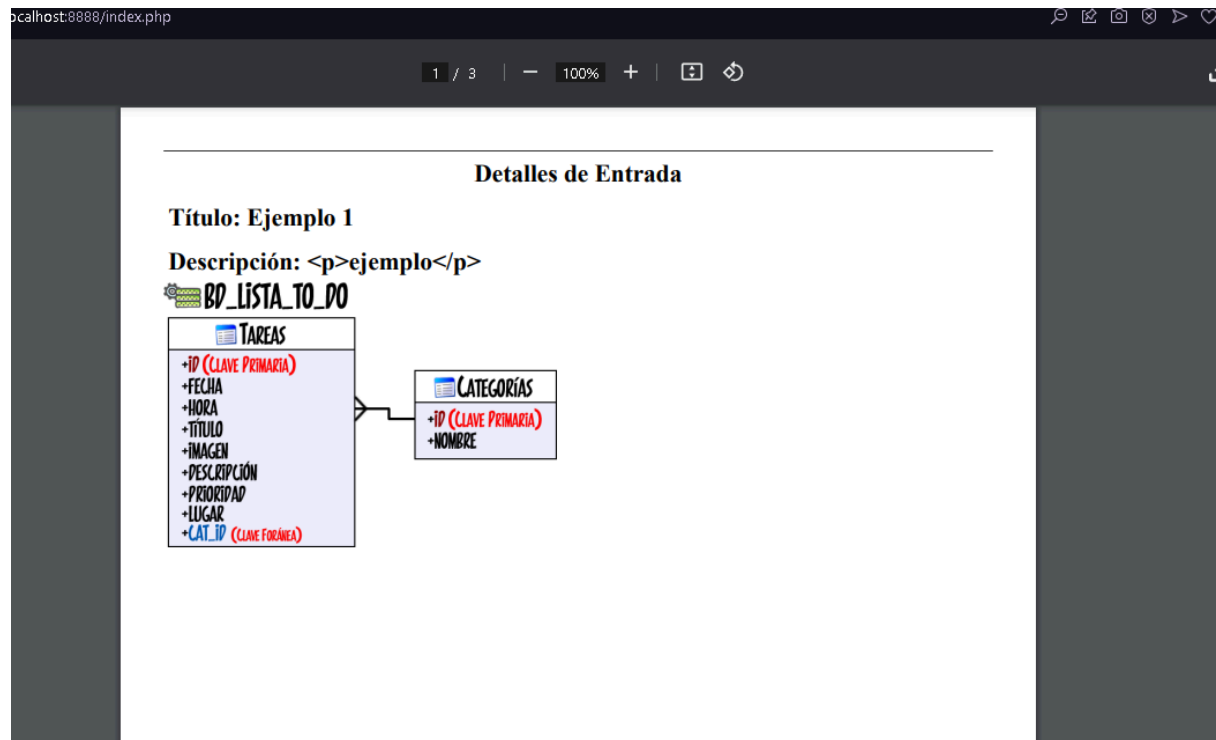 ocalhost:8888/index.php
1 / 3 | − 100% + |
Detalles de Entrada
Título: Ejemplo 1
Descripción: <p>ejemplo</p>
BD_LISTA_TO_DO
TAREAS
+ID (CLAVE PRIMARIA)
+FECHA
+HORA
+TÍTULO
+IMAGEN
+DESCRIPCIÓN
+PRIORIDAD
+LUGAR
+CAT_ID (CLAVE FORÁNEA)
CATEGORÍAS
+ID (CLAVE PRIMARIA)
+NOMBRE